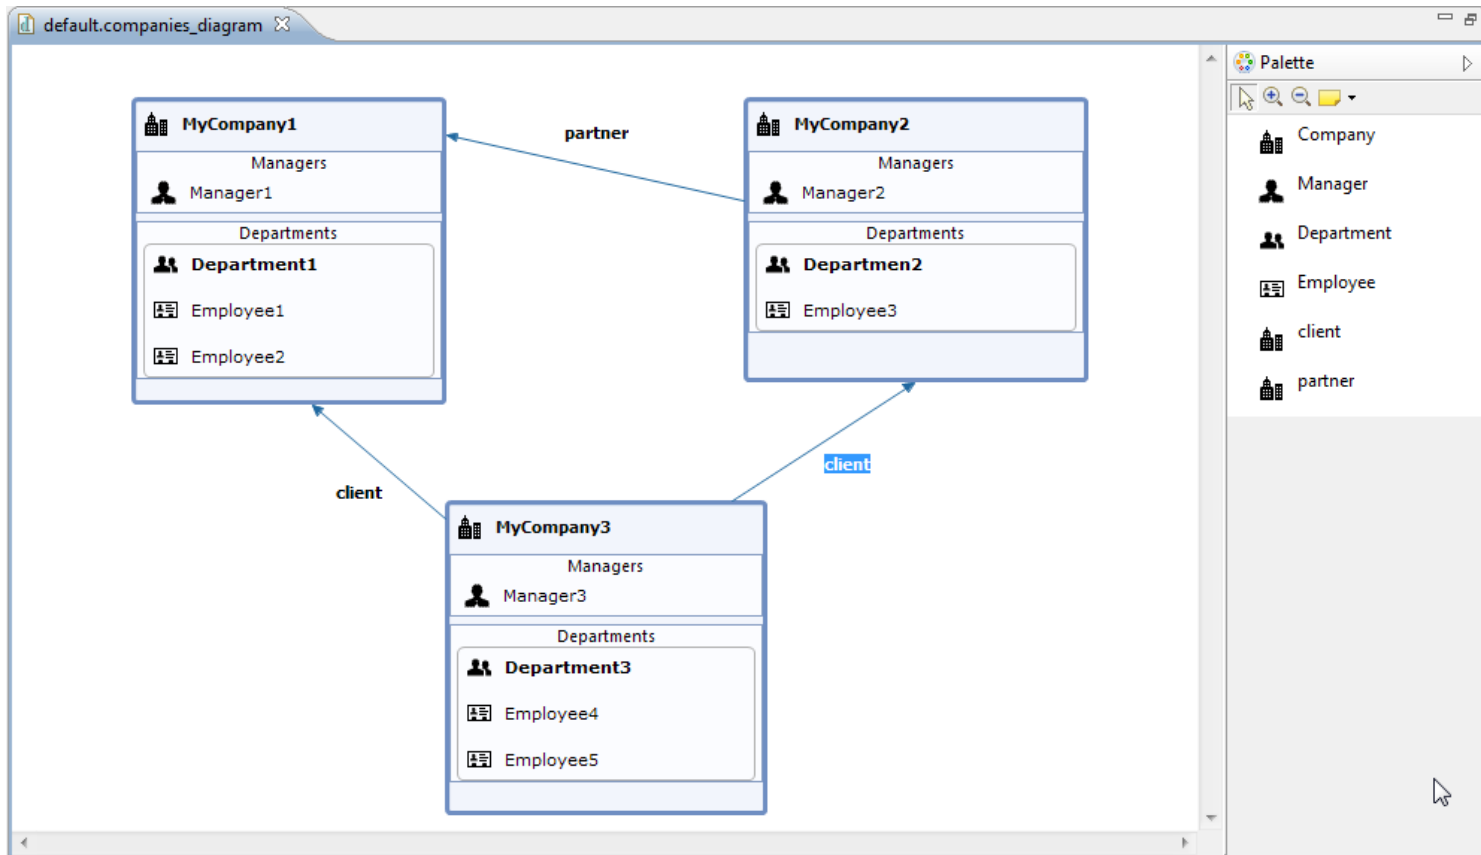 default.companies_diagram
MyCompany1
Managers
Manager1
Departments
Department1
Employee1
Employee2
partner
MyCompany2
Managers
Manager2
Departments
Departmen2
Employee3
client
client
MyCompany3
Managers
Manager3
Departments
Department3
Employee4
Employee5
Palette
Company
Manager
Department
Employee
client
partner